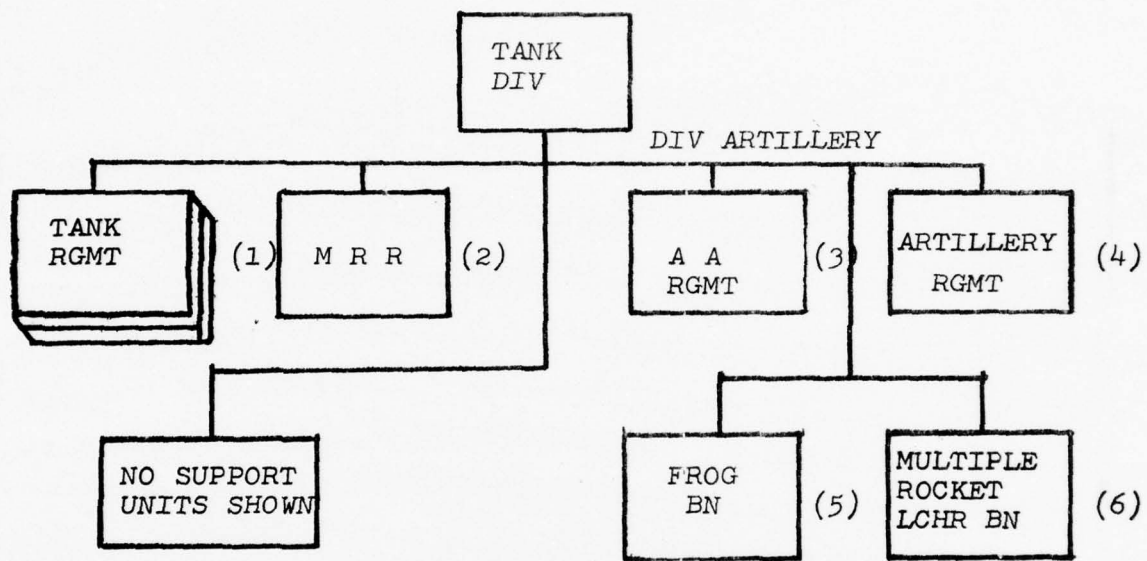 TANK
DIV
DIV ARTILLERY
TANK
RGMT
(1)
M R R
(2)
A A
RGMT
(3)
ARTILLERY
RGMT
(4)
NO SUPPORT
UNITS SHOWN
FROG
BN
(5)
MULTIPLE
ROCKET
LCHR BN
(6)